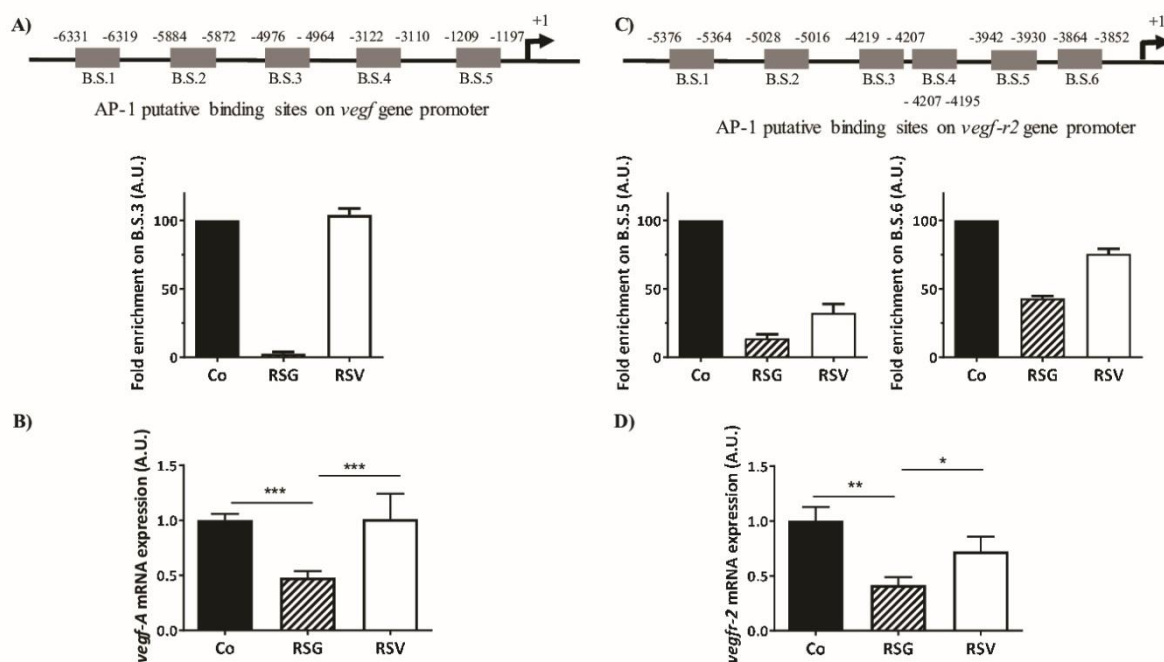 A)
-6331 -6319 -5884 -5872 -4976 -4964 -3122 -3110 -1209 -1197 +1
B.S.1 B.S.2 B.S.3 B.S.4 B.S.5
AP-1 putative binding sites on vegf gene promoter
Fold enrichment on B.S.3 (A.U.)
100
50
0
Co RSG RSV
B)
vegf-A mRNA expression (A.U.)
1.5
1.0
0.5
0.0
*** ***
Co RSG RSV
C)
-5376 -5364 -5028 -5016 -4219 -4207 -3942 -3930 -3864 -3852 +1
B.S.1 B.S.2 B.S.3 B.S.4 B.S.5 B.S.6
- 4207 -4195
AP-1 putative binding sites on vegf-r2 gene promoter
Fold enrichment on B.S.5 (A.U.)
100
50
0
Co RSG RSV
Fold enrichment on B.S.6 (A.U.)
100
50
0
Co RSG RSV
D)
vegfr-2 mRNA expression (A.U.)
1.5
1.0
0.5
0.0
** *
Co RSG RSV